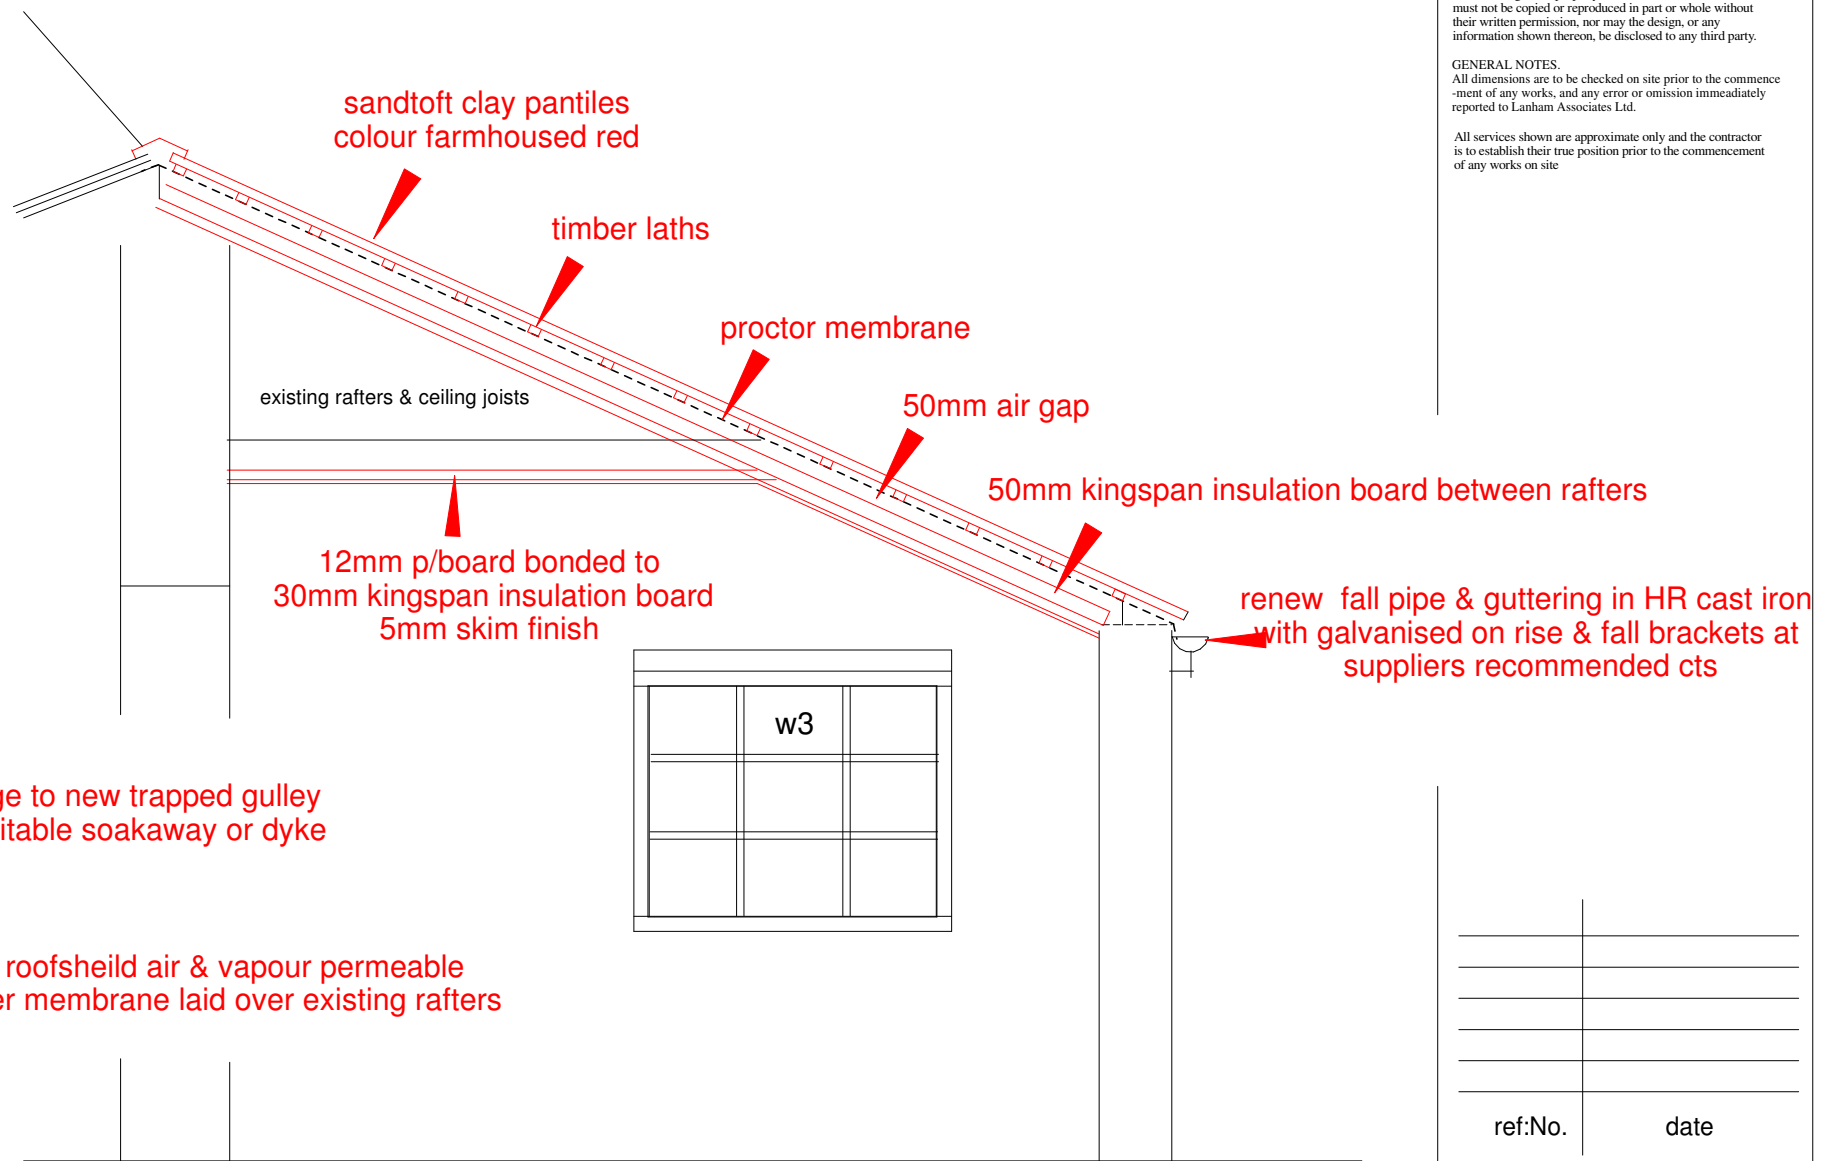 must not be copied or reproduced in part or whole without
their written permission, nor may the design, or any
information shown thereon, be disclosed to any third party.
GENERAL NOTES.
All dimensions are to be checked on site prior to the commence
-ment of any works, and any error or omission immeadiately
reported to Lanham Associates Ltd.
All services shown are approximate only and the contractor
is to establish their true position prior to the commencement
of any works on site
sandtoft clay pantiles
colour farmhoused red
timber laths
proctor membrane
existing rafters & ceiling joists
50mm air gap
50mm kingspan insulation board between rafters
12mm p/board bonded to
30mm kingspan insulation board
5mm skim finish
renew fall pipe & guttering in HR cast iron
with galvanised on rise & fall brackets at
suppliers recommended cts
w3
ge to new trapped gulley
itable soakaway or dyke
roofsheild air & vapour permeable
er membrane laid over existing rafters
ref:No. date